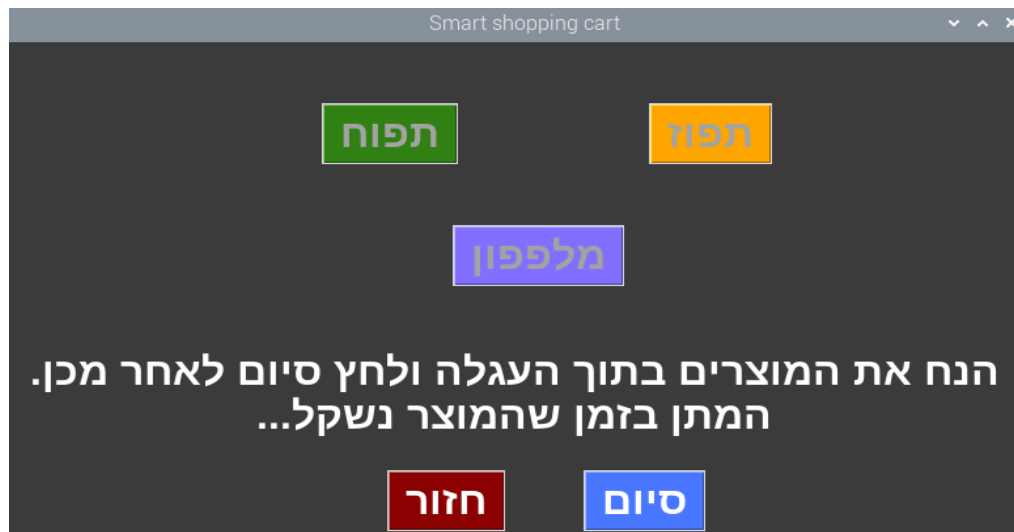 Smart shopping cart
תפוז
תפוח
מלפפון
הנח את המוצרים בתוך העגלה ולחץ סיום לאחר מכן.
המתן בזמן שהמוצר נשקל...
סיום
חזור